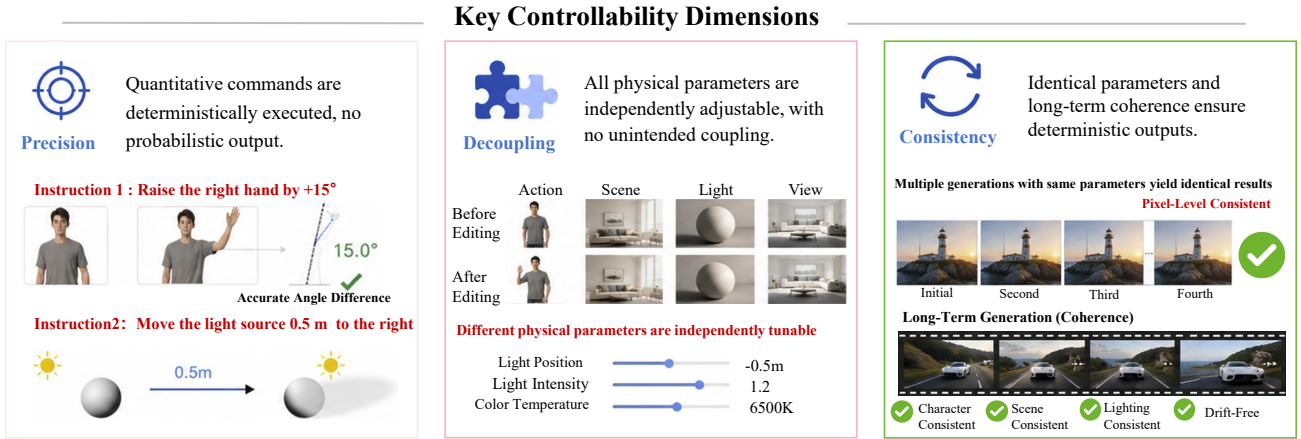 Key Controllability Dimensions
Precision
Quantitative commands are
deterministically executed, no
probabilistic output.
Instruction 1 : Raise the right hand by +15°
15.0°
Accurate Angle Difference
Instruction2: Move the light source 0.5 m to the right
0.5m
Decoupling
All physical parameters are
independently adjustable, with
no unintended coupling.
Action Scene Light View
Before
Editing
After
Editing
Different physical parameters are independently tunable
Light Position -0.5m
Light Intensity 1.2
Color Temperature 6500K
Consistency
Identical parameters and
long-term coherence ensure
deterministic outputs.
Multiple generations with same parameters yield identical results
Pixel-Level Consistent
...
Initial Second Third Fourth
Long-Term Generation (Coherence)
Character
Consistent
Scene
Consistent
Lighting
Consistent
Drift-Free